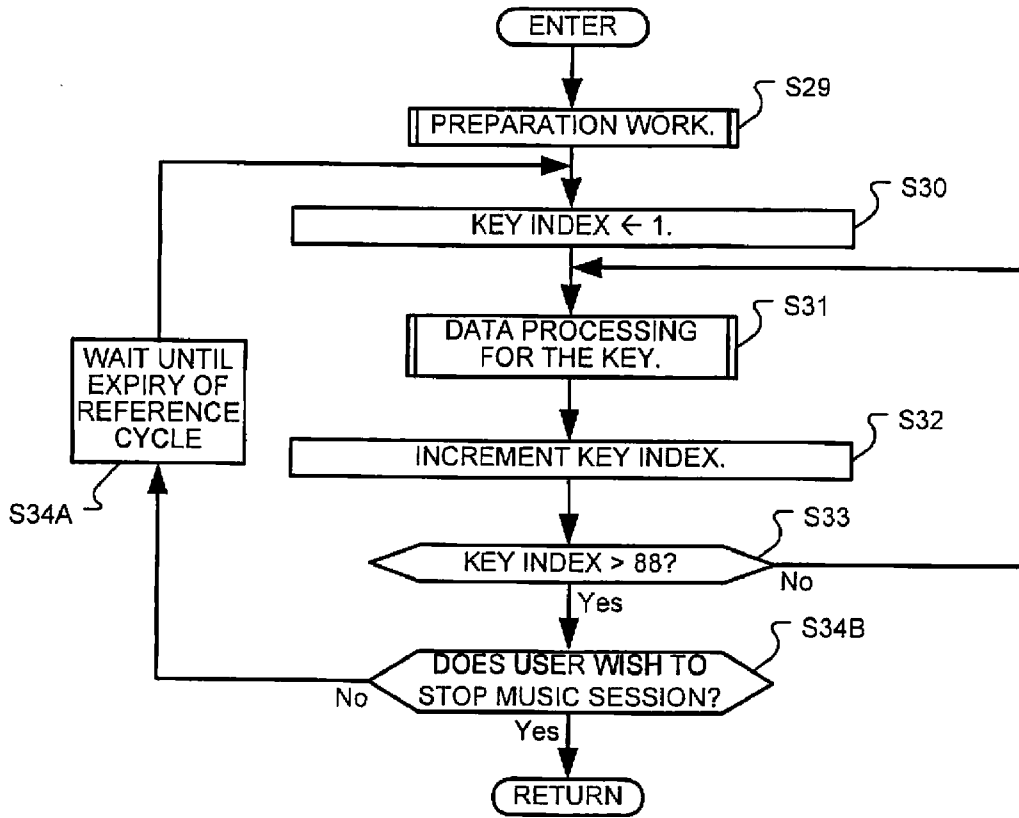 ENTER
S29
PREPARATION WORK.
S30
KEY INDEX ← 1.
S31
DATA PROCESSING
FOR THE KEY.
WAIT UNTIL
EXPIRY OF
REFERENCE
CYCLE
S34A
S32
INCREMENT KEY INDEX.
S33
KEY INDEX > 88?
No
Yes
S34B
DOES USER WISH TO
STOP MUSIC SESSION?
No
Yes
RETURN